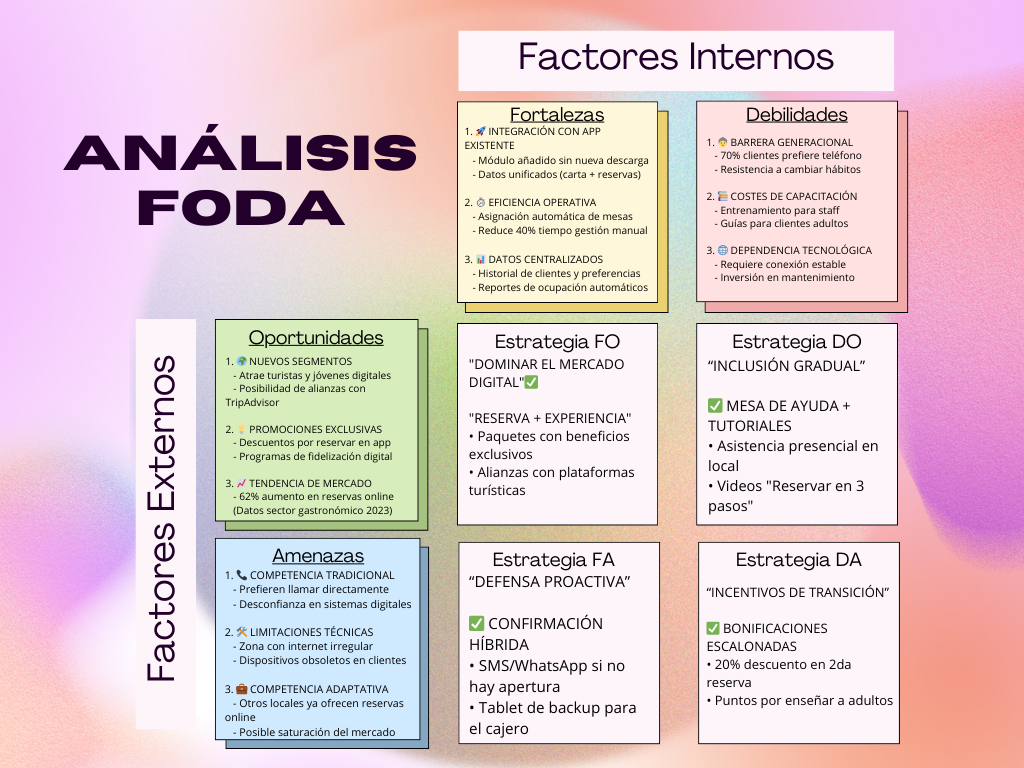 Factores Internos
ANÁLISIS
FODA
Fortalezas
1. 🚀 INTEGRACIÓN CON APP
EXISTENTE
- Módulo añadido sin nueva descarga
- Datos unificados (carta + reservas)
2. ⏱️ EFICIENCIA OPERATIVA
- Asignación automática de mesas
- Reduce 40% tiempo gestión manual
3. 📊 DATOS CENTRALIZADOS
- Historial de clientes y preferencias
- Reportes de ocupación automáticos
Debilidades
1. 🧓 BARRERA GENERACIONAL
- 70% clientes prefiere teléfono
- Resistencia a cambiar hábitos
2. 📚 COSTES DE CAPACITACIÓN
- Entrenamiento para staff
- Guías para clientes adultos
3. 🌐 DEPENDENCIA TECNOLÓGICA
- Requiere conexión estable
- Inversión en mantenimiento
Factores Externos
Oportunidades
1. 🌍 NUEVOS SEGMENTOS
- Atrae turistas y jóvenes digitales
- Posibilidad de alianzas con
TripAdvisor
2. 💡 PROMOCIONES EXCLUSIVAS
- Descuentos por reservar en app
- Programas de fidelización digital
3. 📈 TENDENCIA DE MERCADO
- 62% aumento en reservas online
(Datos sector gastronómico 2023)
Estrategia FO
"DOMINAR EL MERCADO
DIGITAL"✅
"RESERVA + EXPERIENCIA"
• Paquetes con beneficios
exclusivos
• Alianzas con plataformas
turísticas
Estrategia DO
“INCLUSIÓN GRADUAL”
✅ MESA DE AYUDA +
TUTORIALES
• Asistencia presencial en
local
• Videos "Reservar en 3
pasos"
Amenazas
1. 📞 COMPETENCIA TRADICIONAL
- Prefieren llamar directamente
- Desconfianza en sistemas digitales
2. 🛠️ LIMITACIONES TÉCNICAS
- Zona con internet irregular
- Dispositivos obsoletos en clientes
3. 💼 COMPETENCIA ADAPTATIVA
- Otros locales ya ofrecen reservas
online
- Posible saturación del mercado
Estrategia FA
“DEFENSA PROACTIVA”
✅ CONFIRMACIÓN
HÍBRIDA
• SMS/WhatsApp si no
hay apertura
• Tablet de backup para
el cajero
Estrategia DA
“INCENTIVOS DE TRANSICIÓN”
✅ BONIFICACIONES
ESCALONADAS
• 20% descuento en 2da
reserva
• Puntos por enseñar a adultos